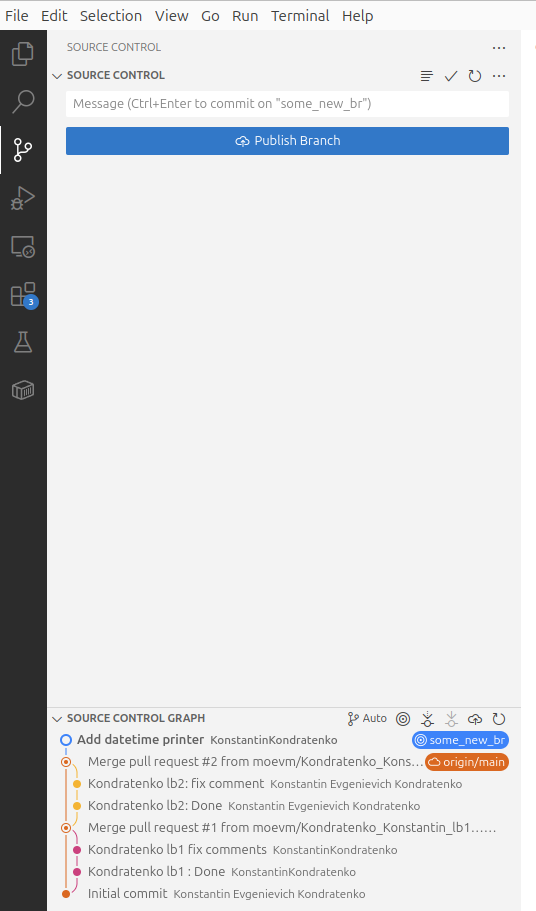 File Edit Selection View Go Run Terminal Help
SOURCE CONTROL
SOURCE CONTROL
Message (Ctrl+Enter to commit on "some_new_br")
Publish Branch
3
SOURCE CONTROL GRAPH Auto
Add datetime printer KonstantinKondratenko some_new_br
Merge pull request #2 from moevm/Kondratenko_Kons... origin/main
Kondratenko lb2: fix comment Konstantin Evgenievich Kondratenko
Kondratenko lb2: Done Konstantin Evgenievich Kondratenko
Merge pull request #1 from moevm/Kondratenko_Konstantin_lb1......
Kondratenko lb1 fix comments KonstantinKondratenko
Kondratenko lb1 : Done KonstantinKondratenko
Initial commit Konstantin Evgenievich Kondratenko